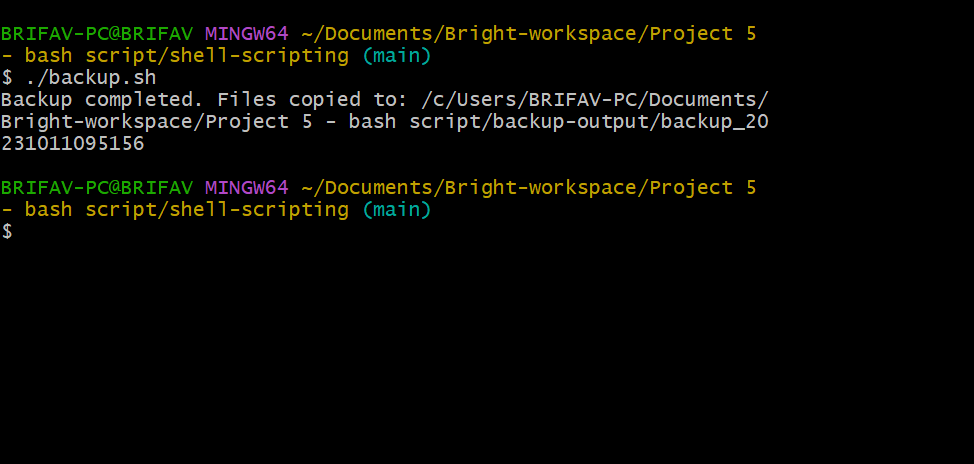 BRIFAV-PC@BRIFAV MINGW64 ~/Documents/Bright-workspace/Project 5
- bash script/shell-scripting (main)
$ ./backup.sh
Backup completed. Files copied to: /c/Users/BRIFAV-PC/Documents/
Bright-workspace/Project 5 - bash script/backup-output/backup_20
231011095156
BRIFAV-PC@BRIFAV MINGW64 ~/Documents/Bright-workspace/Project 5
- bash script/shell-scripting (main)
$